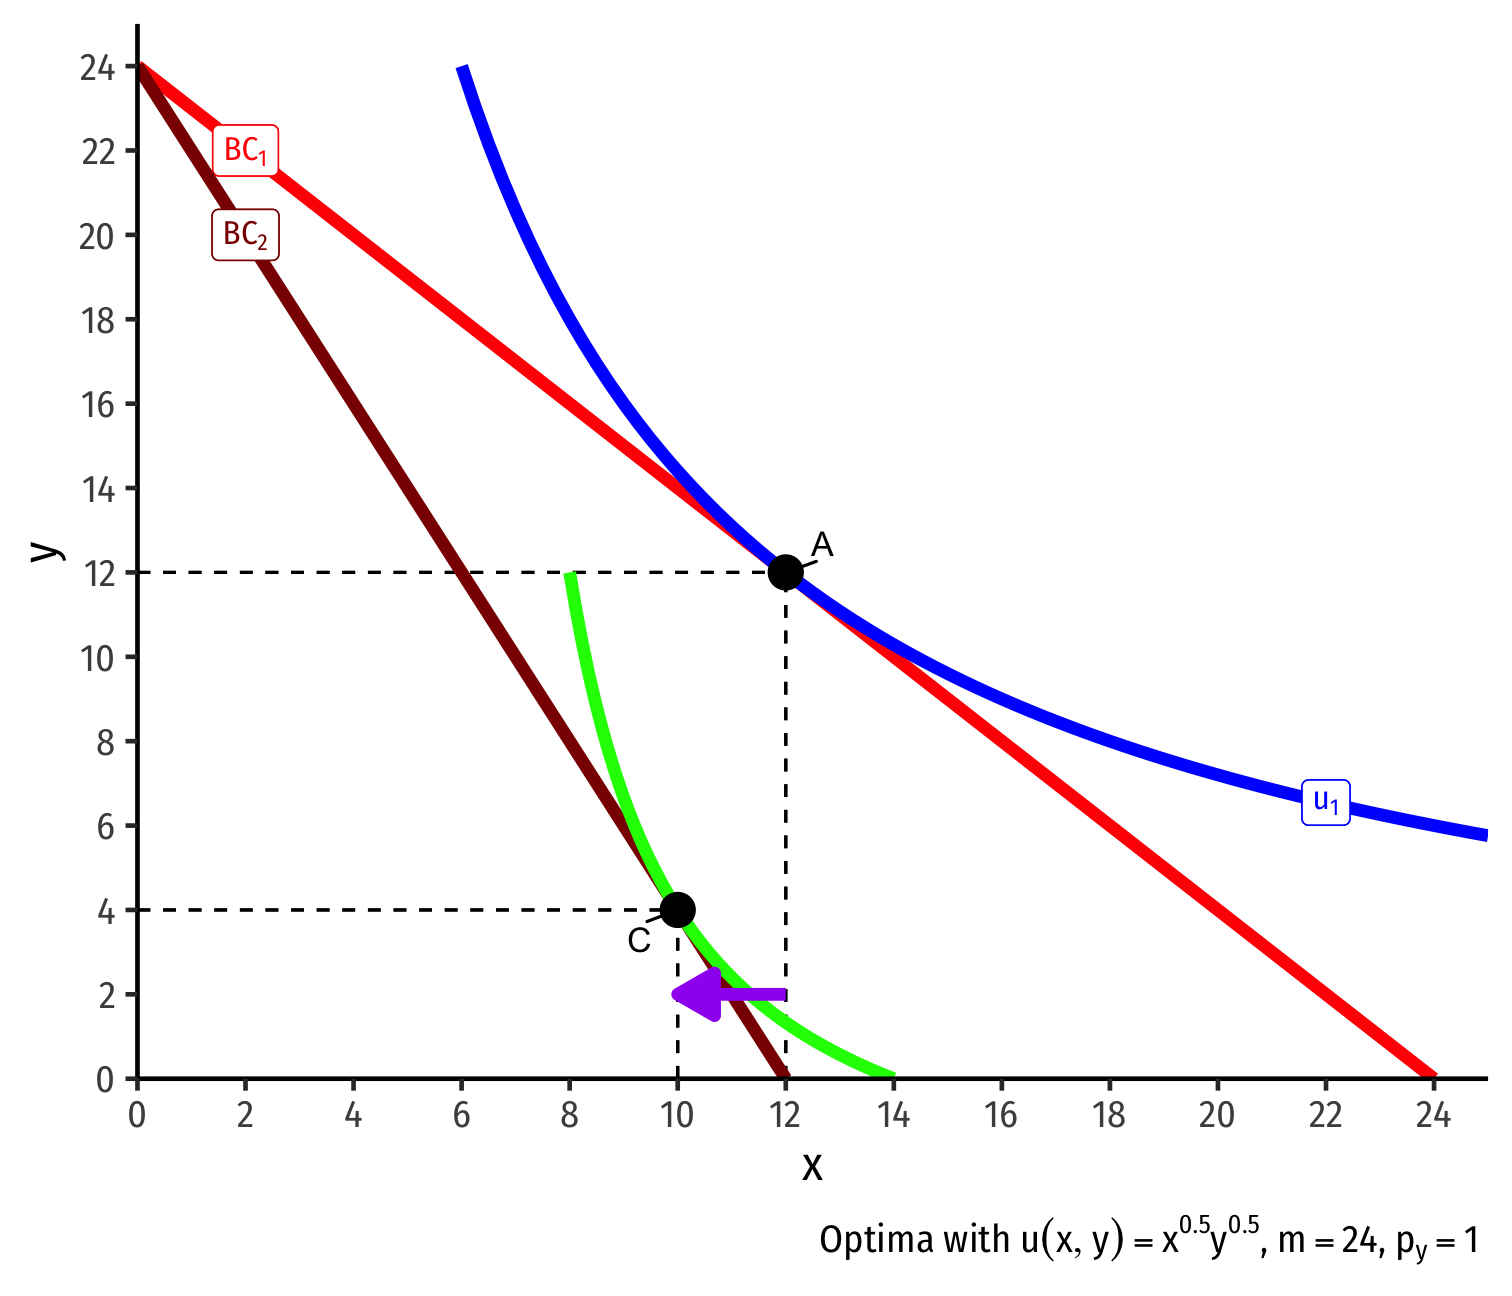 24
22
20
18
16
14
12
10
8
6
4
2
0
y
BC₁
BC₂
A
u₁
C
0 2 4 6 8 10 12 14 16 18 20 22 24
x
Optima with u(x, y) = x⁰·⁵y⁰·⁵, m = 24, pᵧ = 1